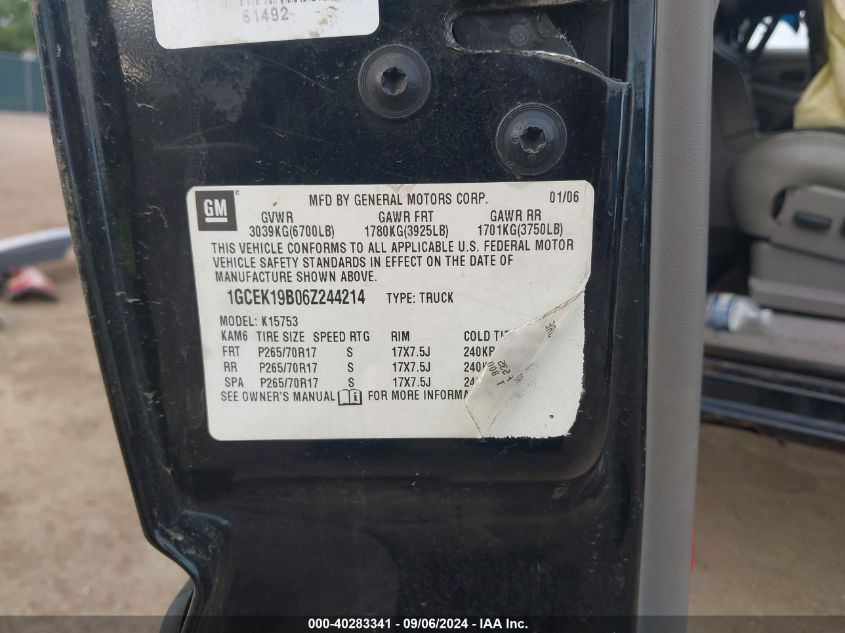 61492
GM
MFD BY GENERAL MOTORS CORP. 01/06
GVWR GAWR FRT GAWR RR
3039KG(6700LB) 1780KG(3925LB) 1701KG(3750LB)
THIS VEHICLE CONFORMS TO ALL APPLICABLE U.S. FEDERAL MOTOR
VEHICLE SAFETY STANDARDS IN EFFECT ON THE DATE OF
MANUFACTURE SHOWN ABOVE.
1GCEK19B06Z244214 TYPE: TRUCK
MODEL: K15753
KAM6 TIRE SIZE SPEED RTG RIM COLD
FRT P265/70R17 S 17X7.5J
RR P265/70R17 S 17X7.5J
SPA P265/70R17 S 17X7.5J
SEE OWNER'S MANUAL FOR MORE
000-40283341 - 09/06/2024 - IAA Inc.